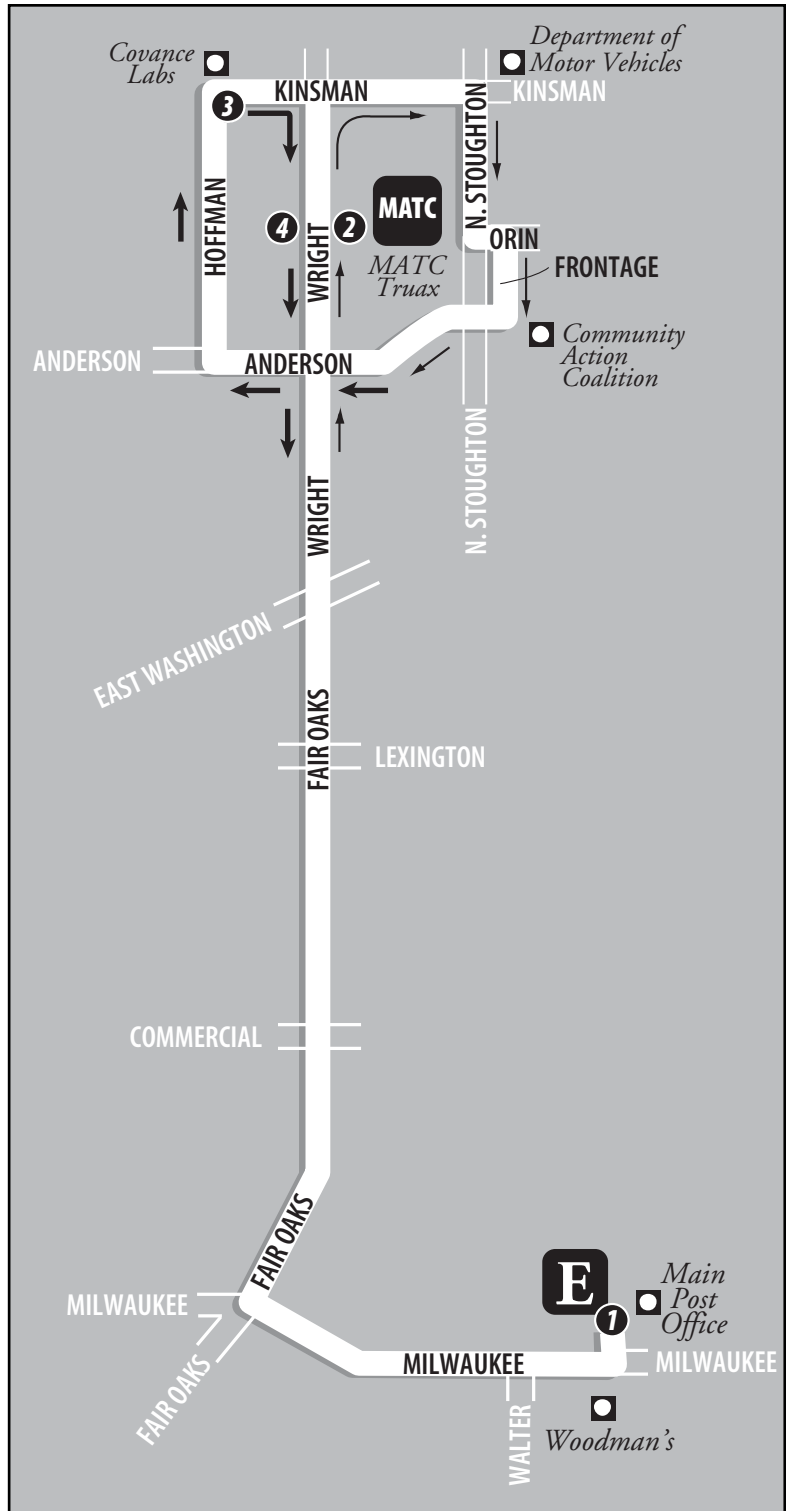 Covance
Labs
Department of
Motor Vehicles
KINSMAN
KINSMAN
3
N. STOUGHTON
HOFFMAN
4
WRIGHT
2
MATC
MATC
Truax
ORIN
FRONTAGE
Community
Action
Coalition
ANDERSON
ANDERSON
WRIGHT
N. STOUGHTON
EAST WASHINGTON
FAIR OAKS
LEXINGTON
COMMERCIAL
FAIR OAKS
MILWAUKEE
FAIR OAKS
E
1
Main
Post
Office
MILWAUKEE
MILWAUKEE
WALTER
Woodman's